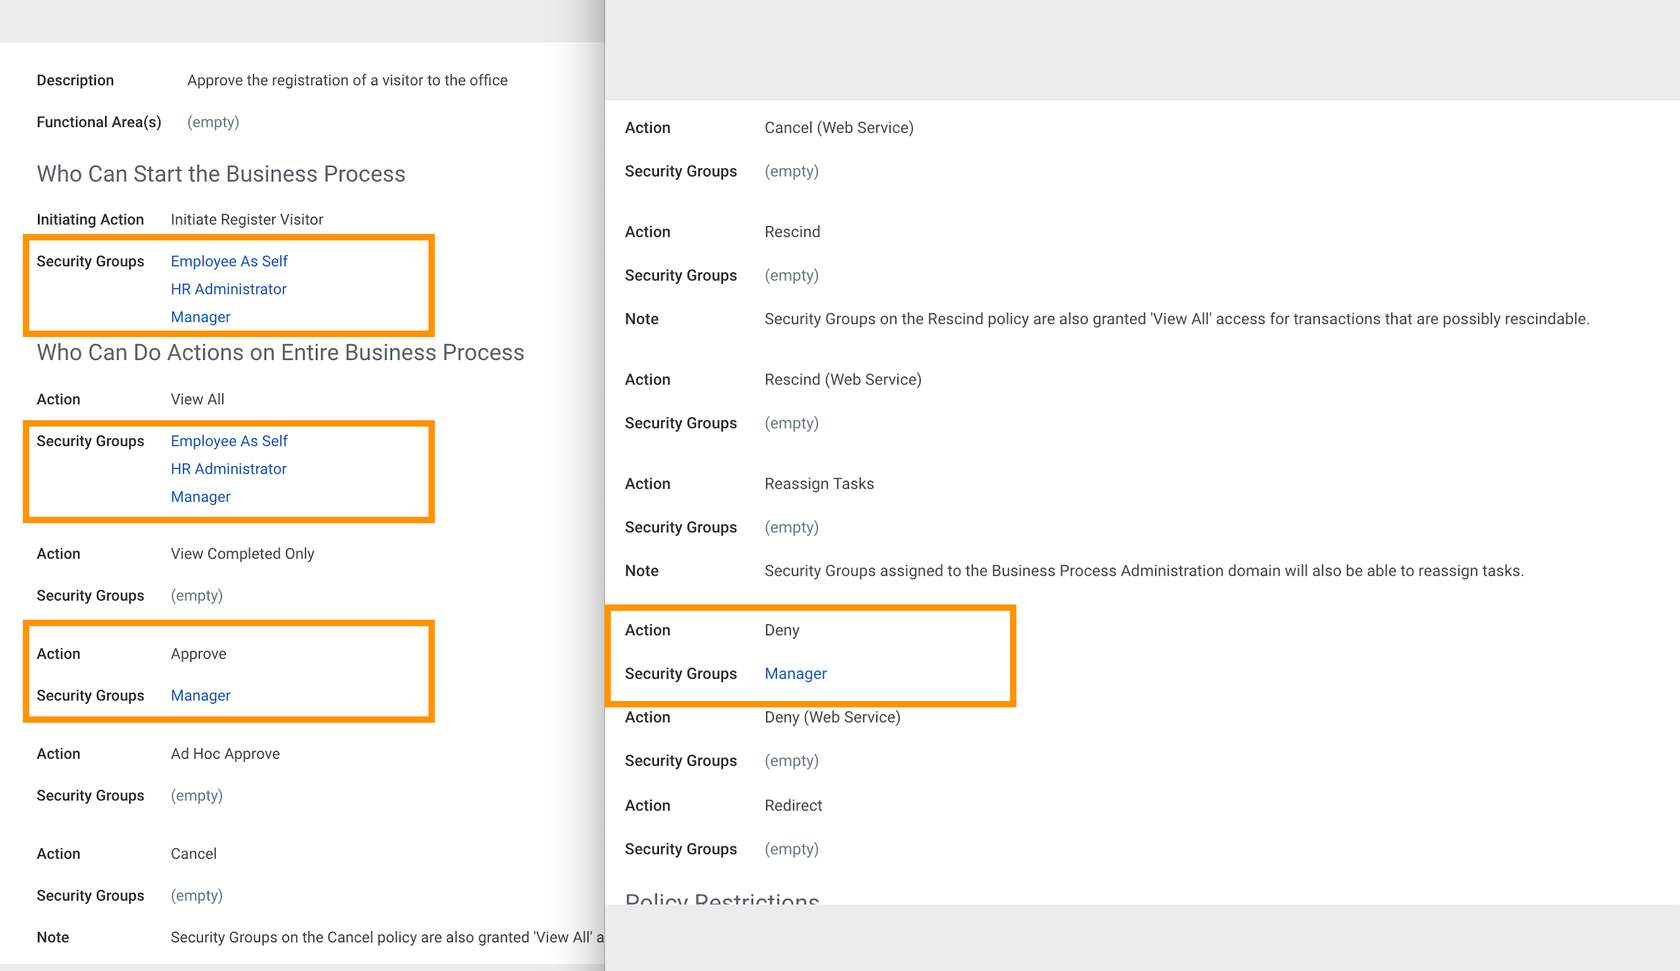 Description Approve the registration of a visitor to the office
Functional Area(s) (empty)
Who Can Start the Business Process
Initiating Action Initiate Register Visitor
Security Groups Employee As Self
HR Administrator
Manager
Who Can Do Actions on Entire Business Process
Action View All
Security Groups Employee As Self
HR Administrator
Manager
Action View Completed Only
Security Groups (empty)
Action Approve
Security Groups Manager
Action Ad Hoc Approve
Security Groups (empty)
Action Cancel
Security Groups (empty)
Note Security Groups on the Cancel policy are also granted 'View All' a
Action Cancel (Web Service)
Security Groups (empty)
Action Rescind
Security Groups (empty)
Note Security Groups on the Rescind policy are also granted 'View All' access for transactions that are possibly rescindable.
Action Rescind (Web Service)
Security Groups (empty)
Action Reassign Tasks
Security Groups (empty)
Note Security Groups assigned to the Business Process Administration domain will also be able to reassign tasks.
Action Deny
Security Groups Manager
Action Deny (Web Service)
Security Groups (empty)
Action Redirect
Security Groups (empty)
Policy Restrictions